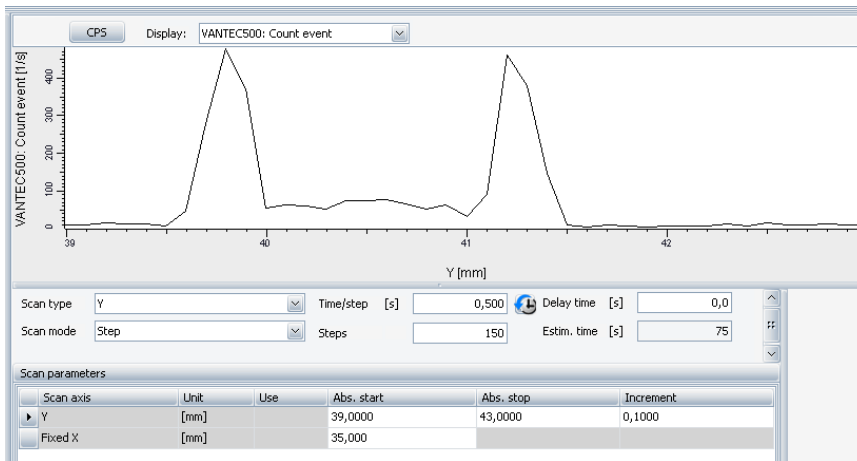 CPS Display: VANTEC500: Count event
VANTEC500: Count event [1/s]
400
300
200
100
0
39 40 41 42
Y [mm]
Scan type Y Time/step [s] 0,500 Delay time [s] 0,0
Scan mode Step Steps 150 Estim. time [s] 75
Scan parameters
Scan axis Unit Use Abs. start Abs. stop Increment
Y [mm] 39,0000 43,0000 0,1000
Fixed X [mm] 35,000